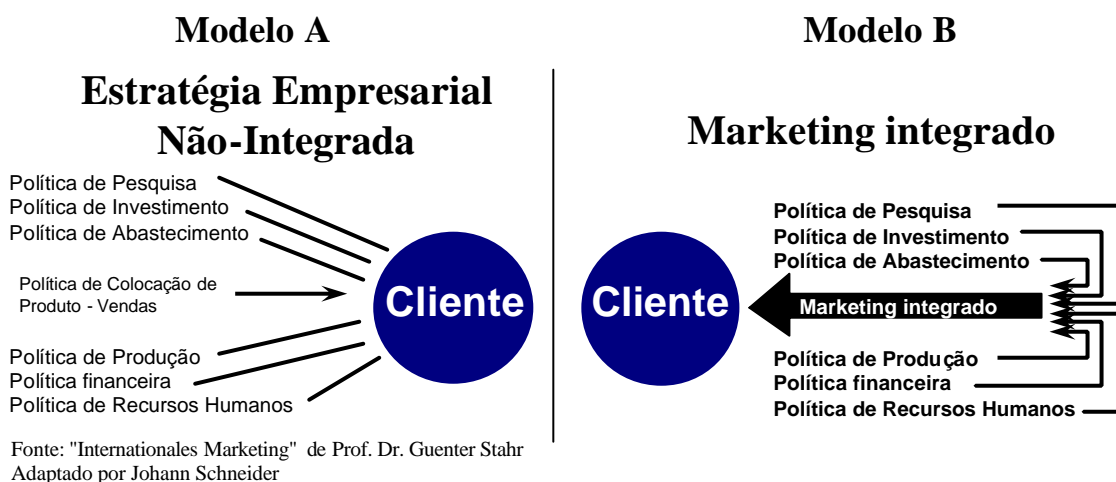 Modelo A
Estratégia Empresarial
Não-Integrada
Política de Pesquisa
Política de Investimento
Política de Abastecimento
Política de Colocação de
Produto - Vendas
Cliente
Política de Produção
Política financeira
Política de Recursos Humanos
Fonte: "Internationales Marketing"  de Prof. Dr. Guenter Stahr
Adaptado por Johann Schneider
Modelo B
Marketing integrado
Política de Pesquisa
Política de Investimento
Política de Abastecimento
Cliente
Marketing integrado
Política de Produção
Política financeira
Política de Recursos Humanos